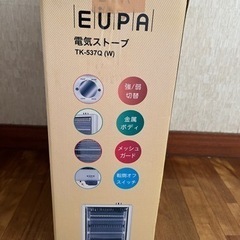 EUPA
電気ストーブ
TK-537Q (W)
強/弱
切替
金属
ボディ
メッシュ
ガード
転倒オフ
スイッチ